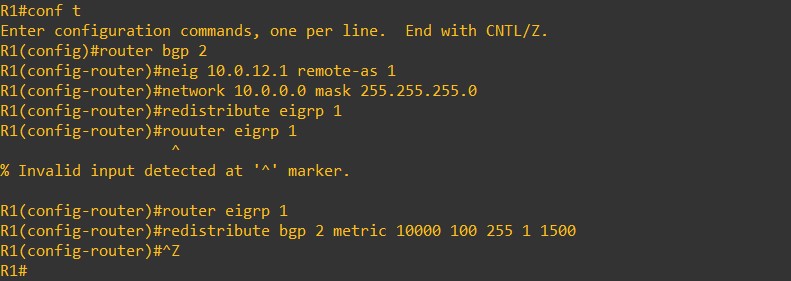 R1#conf t
Enter configuration commands, one per line.  End with CNTL/Z.
R1(config)#router bgp 2
R1(config-router)#neig 10.0.12.1 remote-as 1
R1(config-router)#network 10.0.0.0 mask 255.255.255.0
R1(config-router)#redistribute eigrp 1
R1(config-router)#rouuter eigrp 1
^
% Invalid input detected at '^' marker.
R1(config-router)#router eigrp 1
R1(config-router)#redistribute bgp 2 metric 10000 100 255 1 1500
R1(config-router)#^Z
R1#